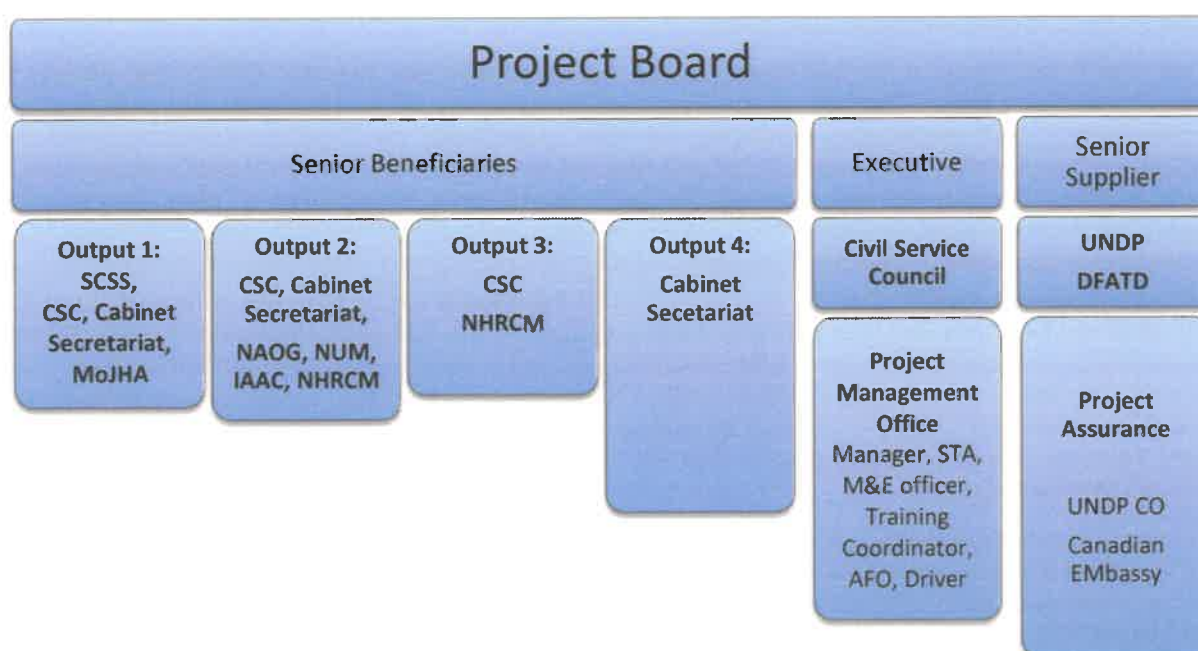 Project Board
Senior Beneficiaries
Executive
Senior
Supplier
Output 1:
SCSS,
CSC, Cabinet
Secretariat,
MoJHA
Output 2:
CSC, Cabinet
Secretariat,
NAOG, NUM,
IAAC, NHRCM
Output 3:
CSC
NHRCM
Output 4:
Cabinet
Secetariat
Civil Service
Council
UNDP
DFATD
Project
Management
Office
Manager, STA,
M&E officer,
Training
Coordinator,
AFO, Driver
Project
Assurance
UNDP CO
Canadian
EMbassy